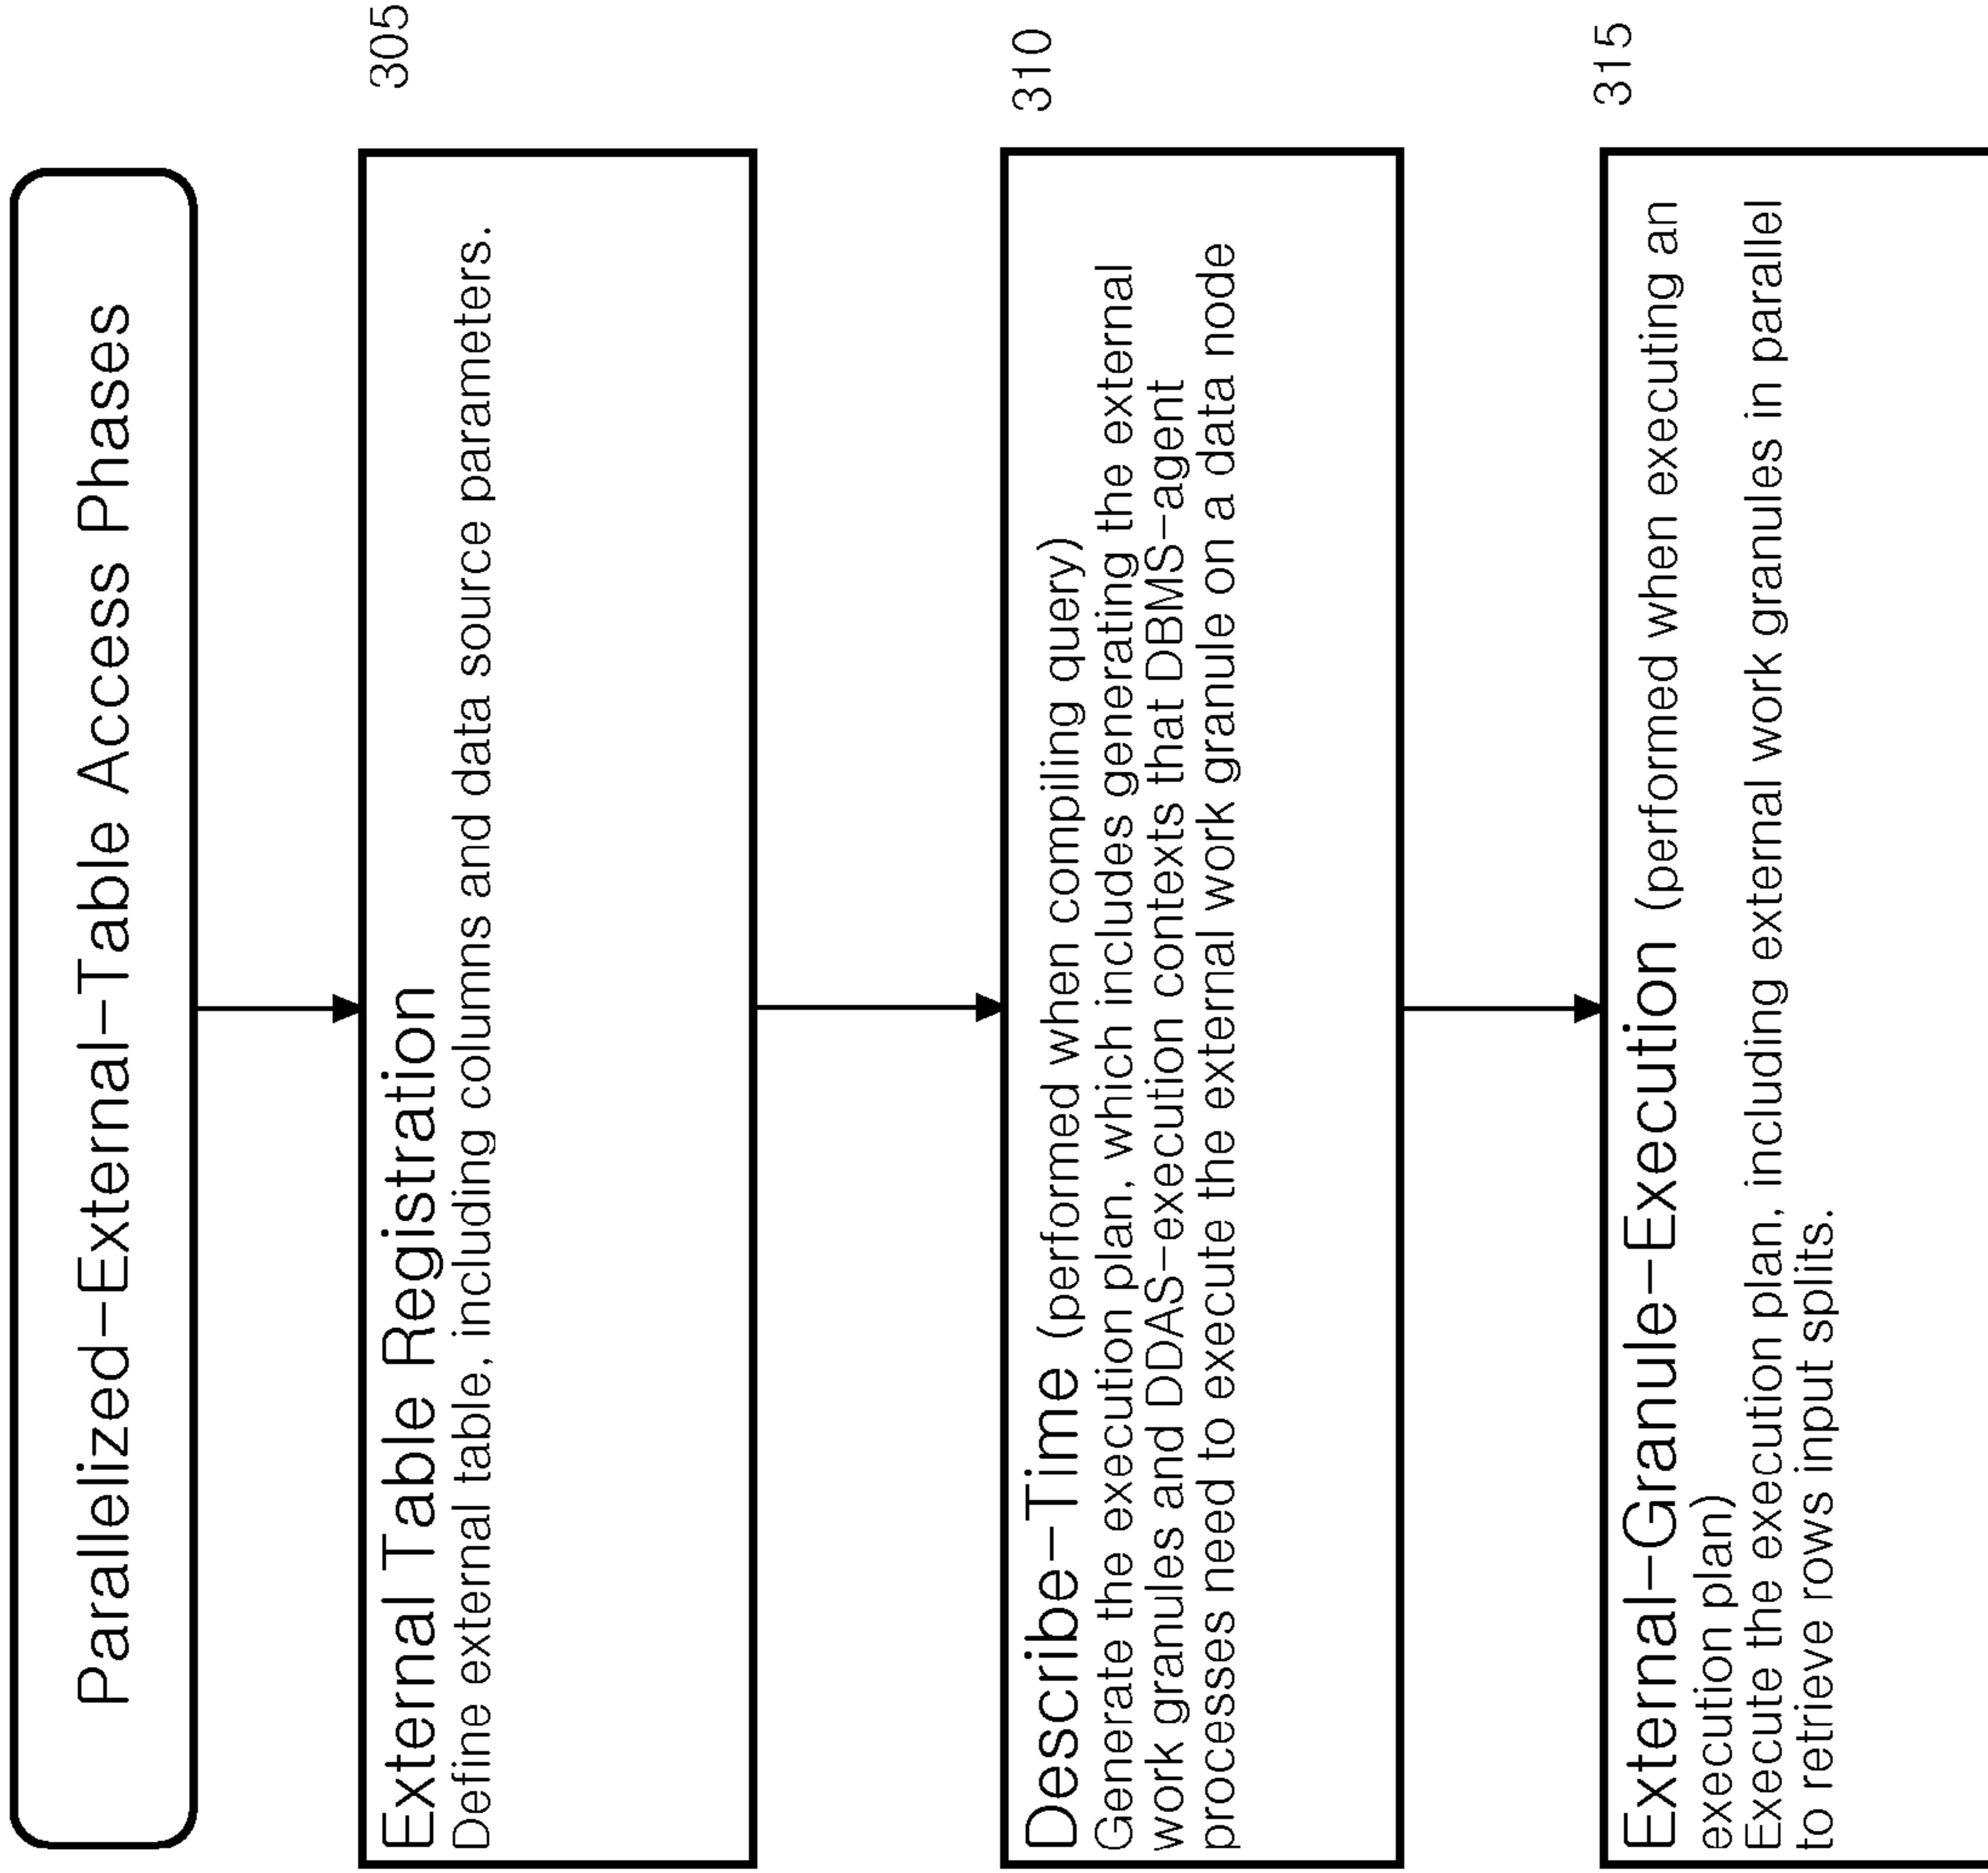 Parallelized-External-Table Access Phases
305
External Table Registration
Define external table, including columns and data source parameters.
310
Describe-Time (performed when compiling query)
Generate the execution plan, which includes generating the external
work granules and DDAS-execution contexts that DBMS-agent
processes need to execute the external work granule on a data node
315
External-Granule-Execution (performed when executing an
execution plan)
Execute the execution plan, including external work granules in parallel
to retrieve rows input splits.